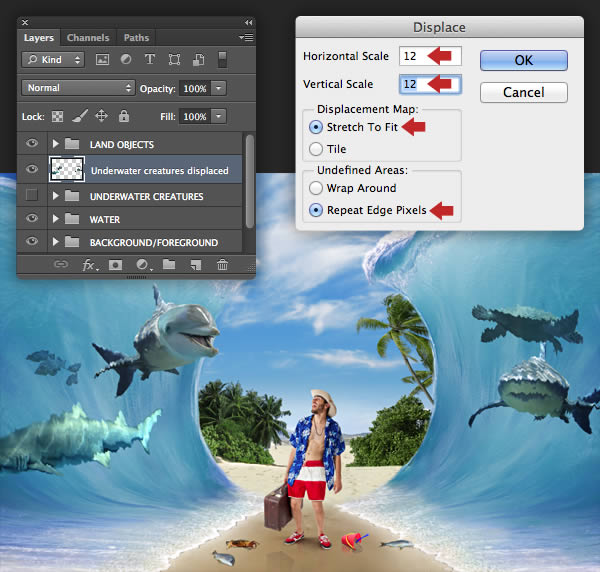 Layers Channels Paths
Kind
Normal Opacity: 100%
Lock: Fill: 100%
LAND OBJECTS
Underwater creatures displaced
UNDERWATER CREATURES
WATER
BACKGROUND/FOREGROUND
fx
Displace
Horizontal Scale 12 OK
Vertical Scale 12 Cancel
Displacement Map:
Stretch To Fit
Tile
Undefined Areas:
Wrap Around
Repeat Edge Pixels